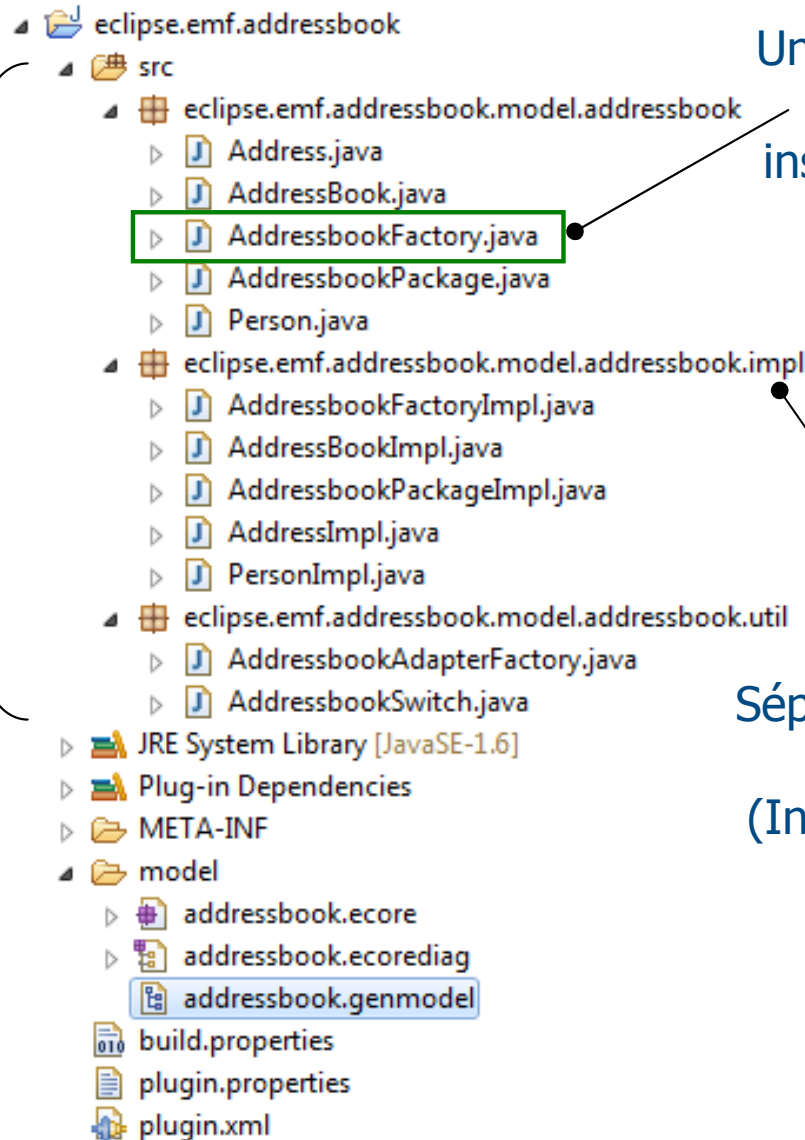 eclipse.emf.addressbook
src
eclipse.emf.addressbook.model.addressbook
Address.java
AddressBook.java
AddressbookFactory.java
AddressbookPackage.java
Person.java
eclipse.emf.addressbook.model.addressbook.impl
AddressbookFactoryImpl.java
AddressBookImpl.java
AddressbookPackageImpl.java
AddressImpl.java
PersonImpl.java
eclipse.emf.addressbook.model.addressbook.util
AddressbookAdapterFactory.java
AddressbookSwitch.java
JRE System Library [JavaSE-1.6]
Plug-in Dependencies
META-INF
model
addressbook.ecore
addressbook.ecorediag
addressbook.genmodel
build.properties
plugin.properties
plugin.xml